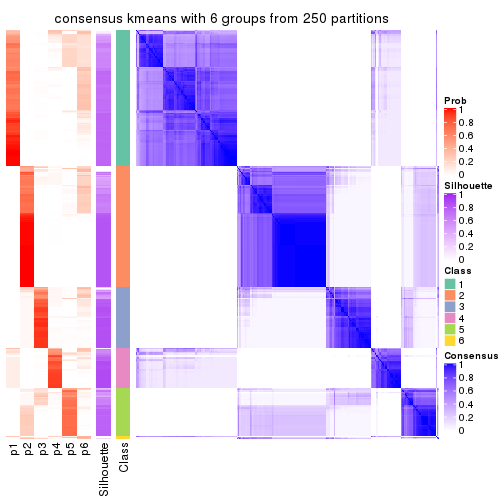 consensus kmeans with 6 groups from 250 partitions
Prob
1
0.8
0.6
0.4
0.2
0
Silhouette
1
0.8
0.6
0.4
0.2
0
Class
1
2
3
4
5
6
Consensus
1
0.8
0.6
0.4
0.2
0
p1
p2
p3
p4
p5
p6
Silhouette
Class